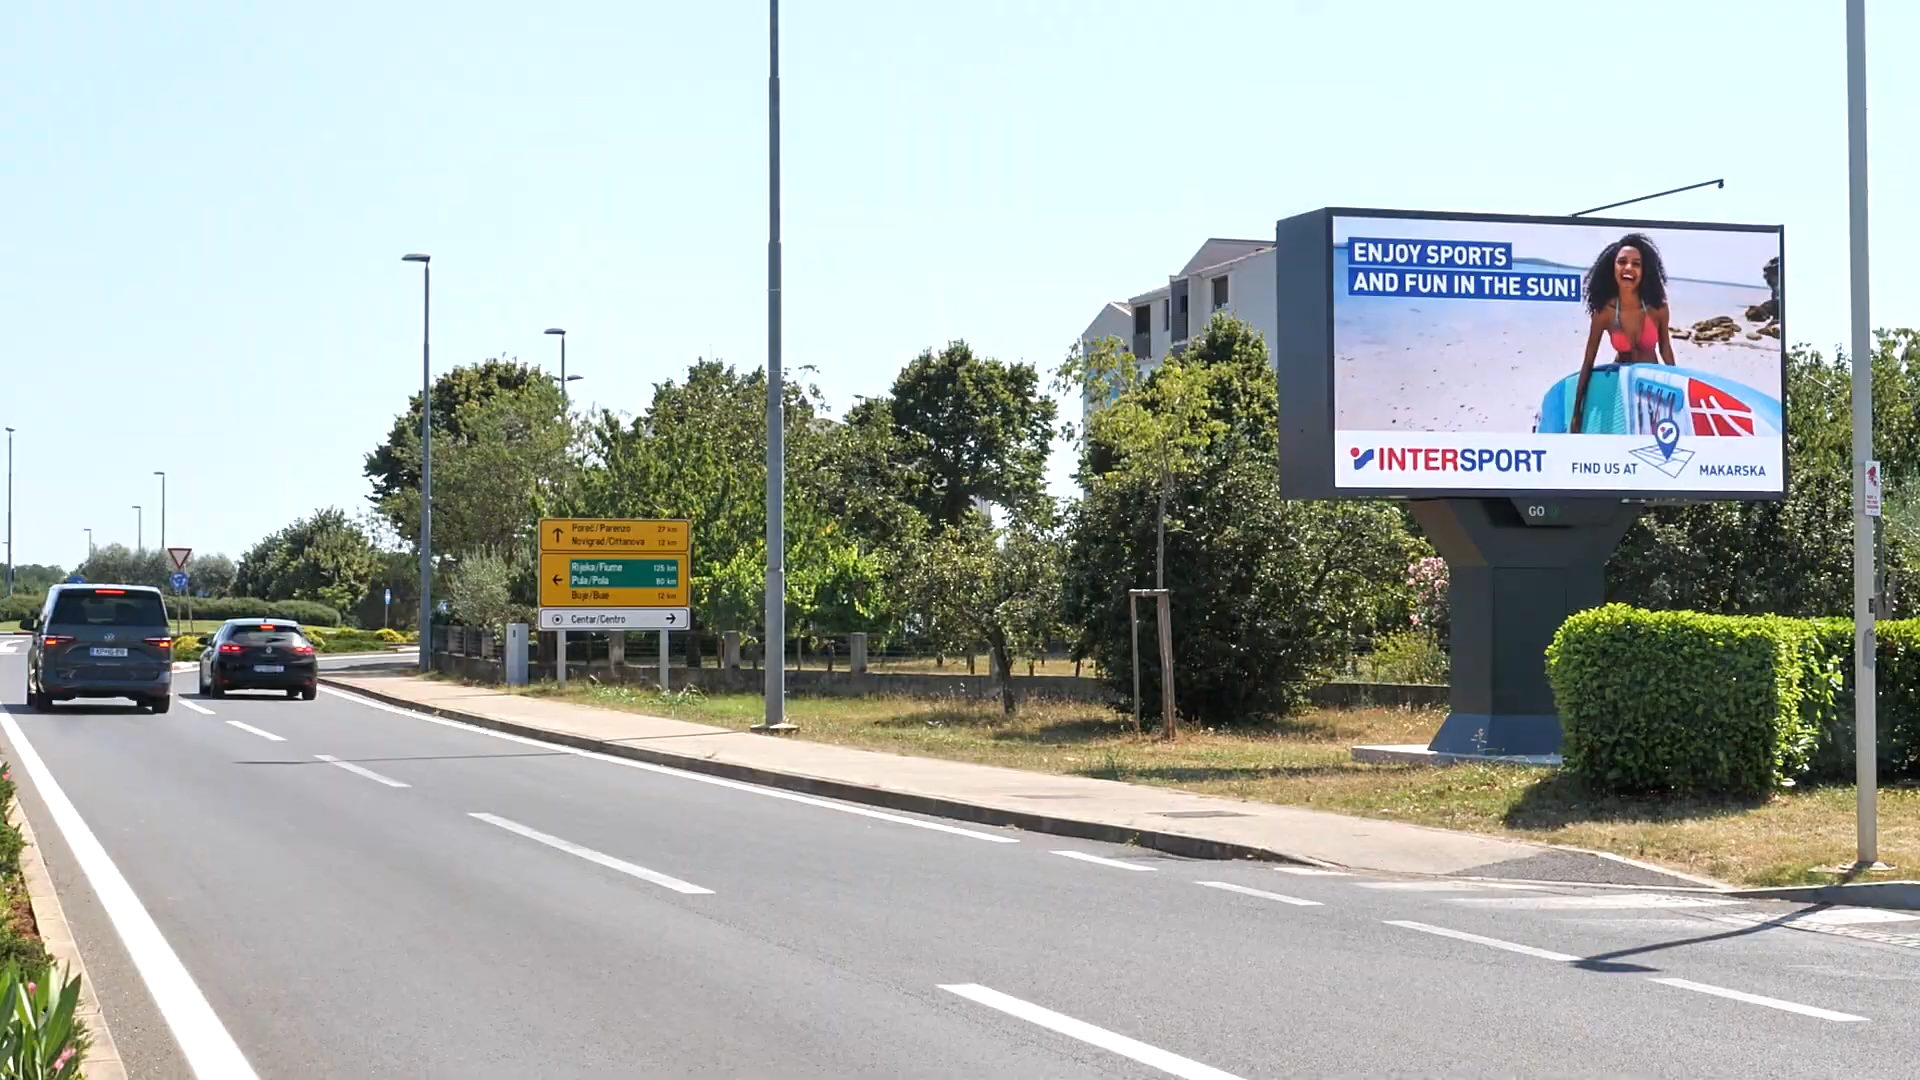 ENJOY SPORTS
AND FUN IN THE SUN!
INTERSPORT
FIND US AT
MAKARSKA
GO
Poreč/Parenzo 27 km
Novigrad/Cittanova 12 km
Rijeka/Fiume 125 km
Pula/Pola 80 km
Buje/Buie 12 km
Centar/Centro